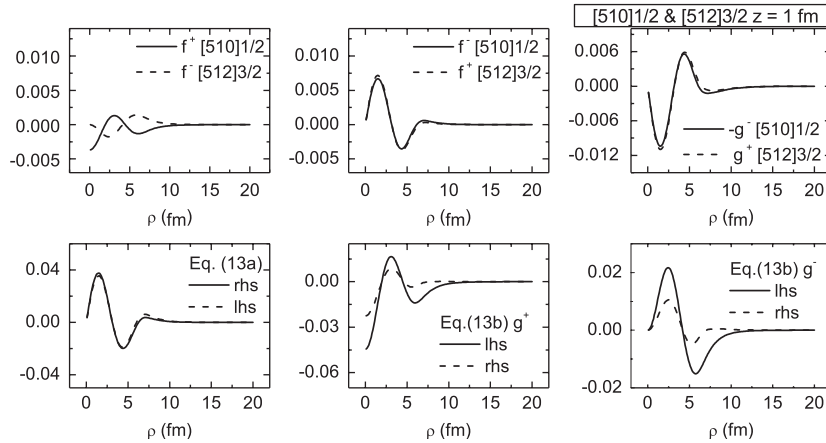 [510]1/2 & [512]3/2 z = 1 fm
0.010
0.005
0.000
-0.005
f⁺ [510]1/2
f⁻ [512]3/2
0 5 10 15 20
ρ (fm)
0.010
0.005
0.000
-0.005
f⁻ [510]1/2
f⁺ [512]3/2
0 5 10 15 20
ρ (fm)
0.006
0.000
-0.006
-0.012
-g⁻ [510]1/2
g⁺ [512]3/2
0 5 10 15 20
ρ (fm)
0.04
0.00
-0.04
Eq. (13a)
rhs
lhs
0 5 10 15 20
ρ (fm)
0.00
-0.03
-0.06
Eq.(13b) g⁺
lhs
rhs
0 5 10 15 20
ρ (fm)
0.02
0.00
-0.02
Eq.(13b) g⁻
lhs
rhs
0 5 10 15 20
ρ (fm)